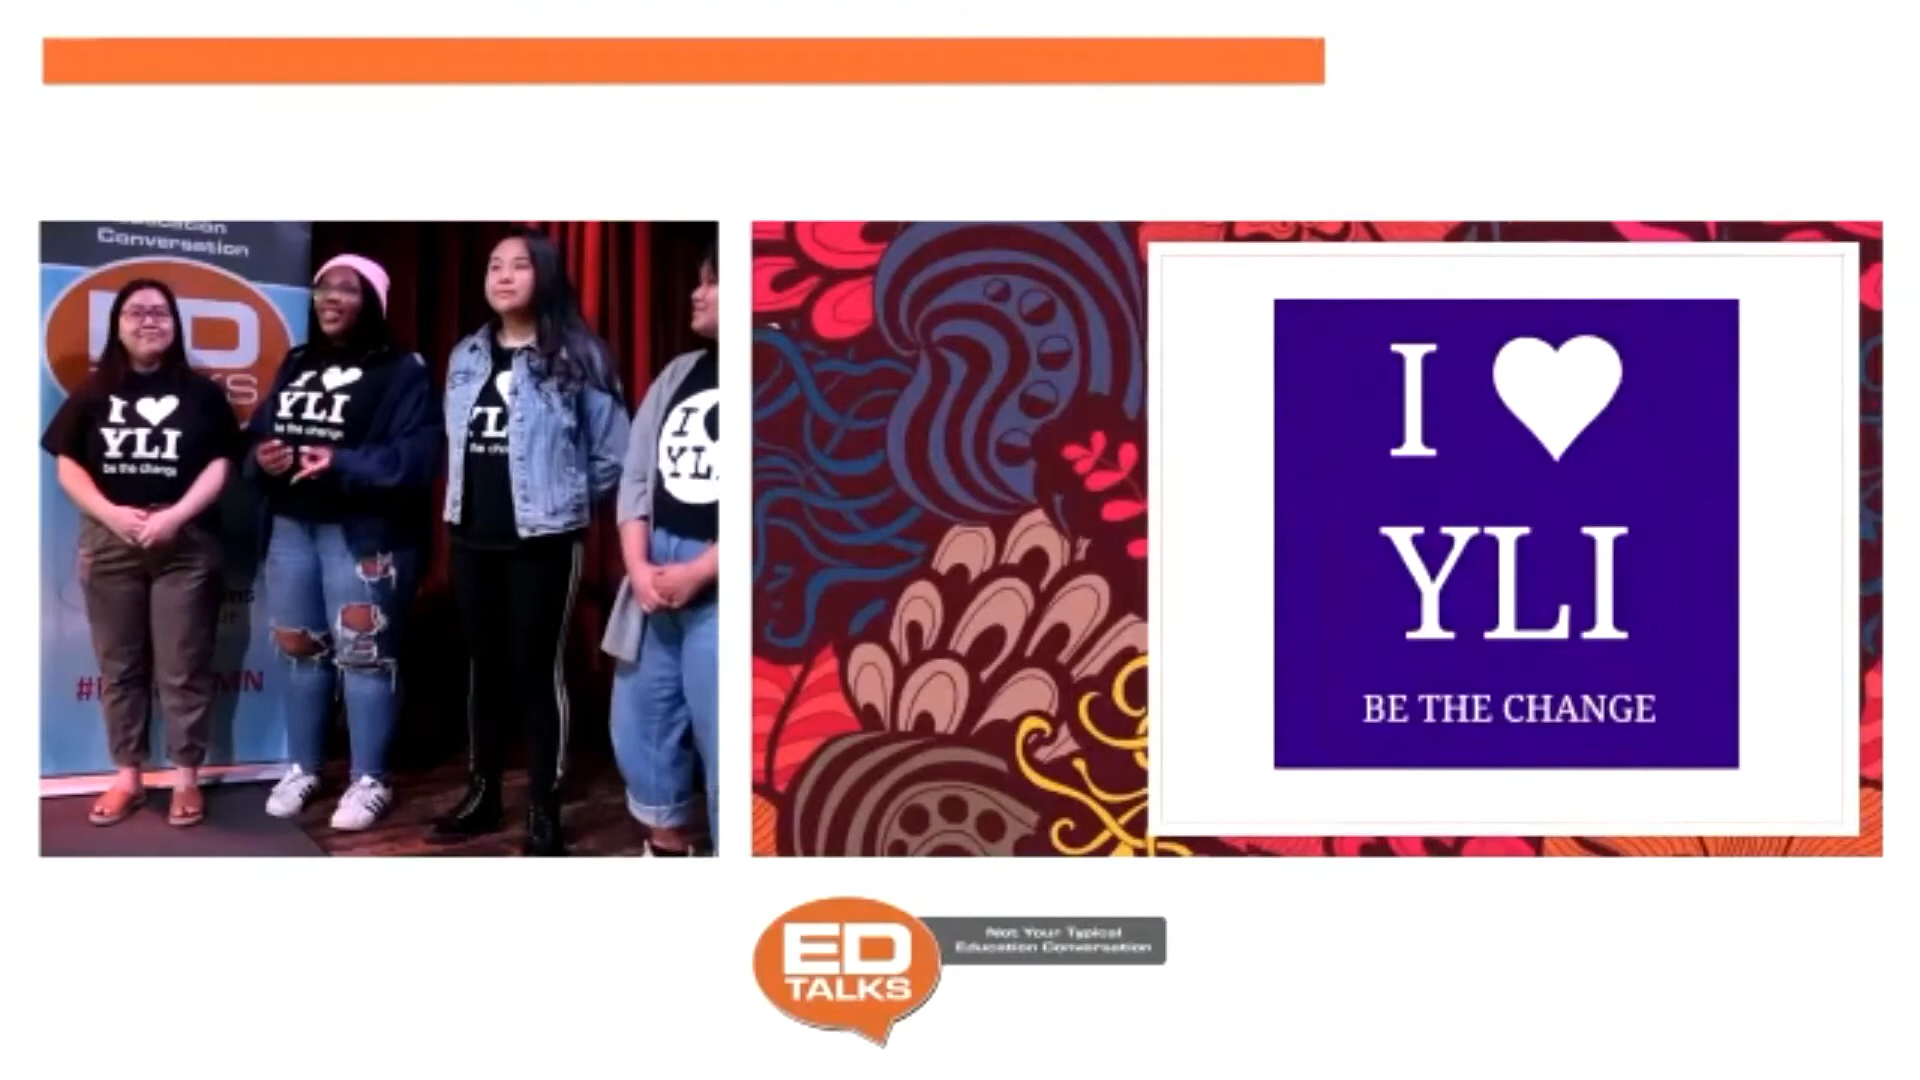 Conversation
ED
I ♥
YLI
be the change
I ♥
YLI
be the change
I
I ♥
YLI
BE THE CHANGE
ED
TALKS
Not Your Typical
Education Conversation